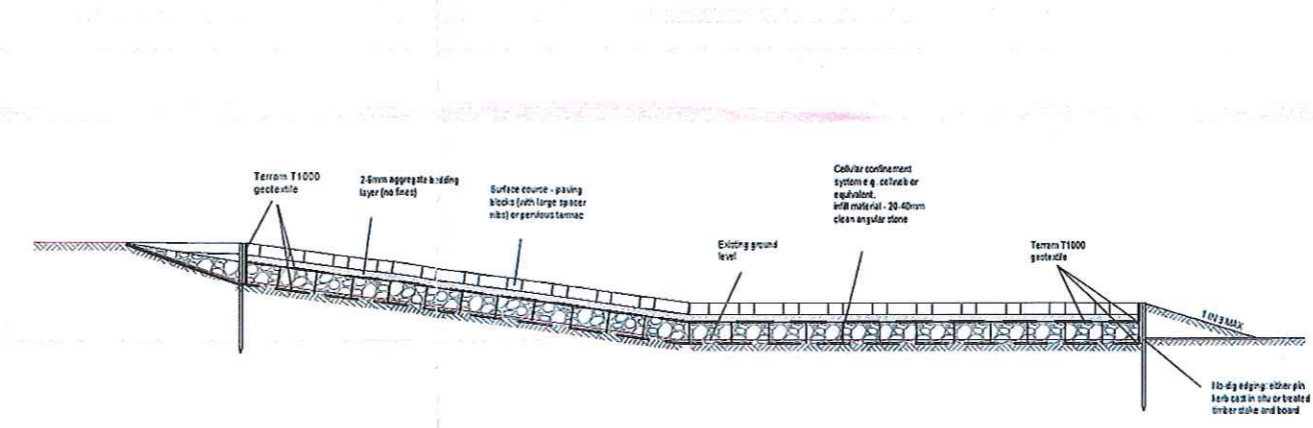 Terram T1000
geotextile
2-6mm aggregate bedding
layer (no fines)
Surface course - paving
blocks (with large spacer
nibs) or pervious tarmac
Existing ground
level
Cellular confinement
system e.g. cellweb or
equivalent,
infill material - 20-40mm
clean angular stone
Terram T1000
geotextile
1 IN 3 MAX
No-dig edging: either pin
kerb cast in situ or treated
timber stake and board